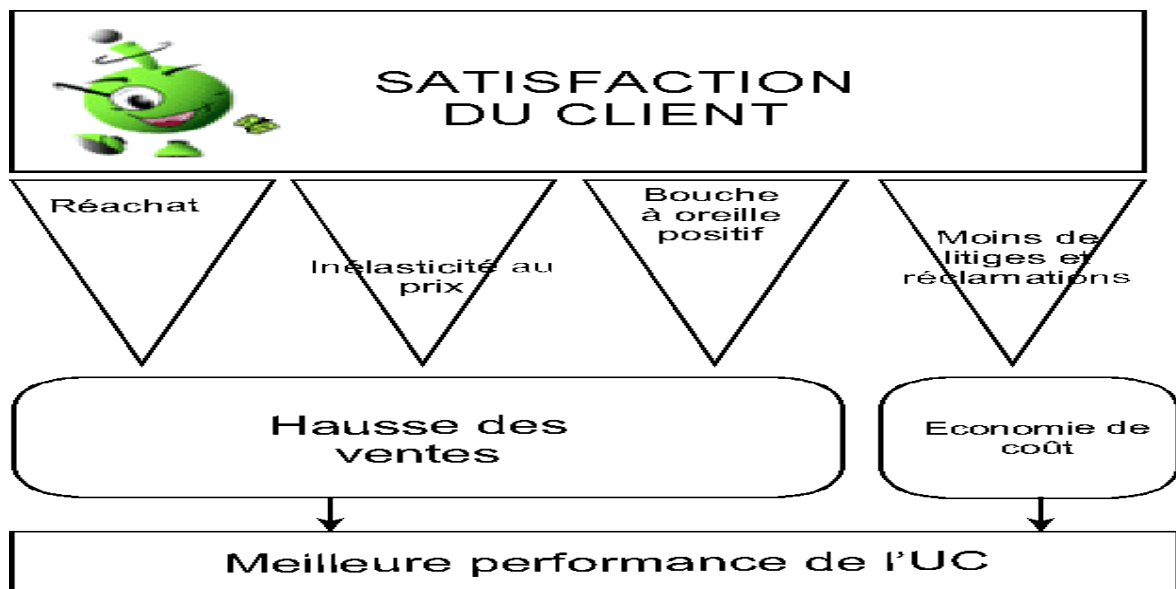 SATISFACTION
DU CLIENT
Réachat
Inélasticité au
prix
Bouche
à oreille
positif
Moins de
litiges et
réclamations
Hausse des
ventes
Economie de
coût
Meilleure performance de l'UC